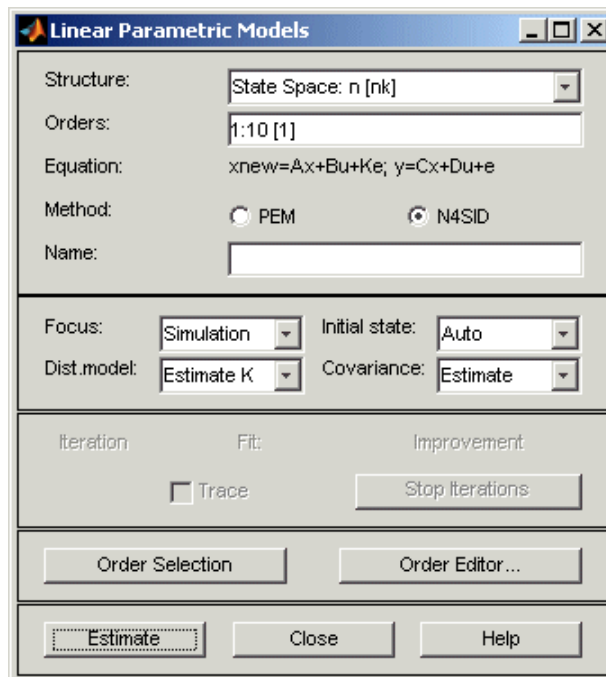 Linear Parametric Models
Structure: State Space: n [nk]
Orders: 1:10 [1]
Equation: xnew=Ax+Bu+Ke; y=Cx+Du+e
Method: PEM N4SID
Name:
Focus: Simulation Initial state: Auto
Dist.model: Estimate K Covariance: Estimate
Iteration Fit: Improvement
Trace Stop Iterations
Order Selection Order Editor...
Estimate Close Help